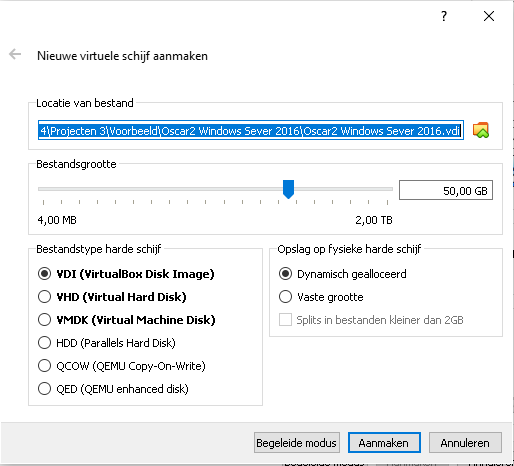 ?
Nieuwe virtuele schijf aanmaken
Locatie van bestand
4\Projecten 3\Voorbeeld\Oscar2 Windows Sever 2016\Oscar2 Windows Sever 2016.vdi
Bestandsgrootte
50,00 GB
4,00 MB
2,00 TB
Bestandstype harde schijf
VDI (VirtualBox Disk Image)
VHD (Virtual Hard Disk)
VMDK (Virtual Machine Disk)
HDD (Parallels Hard Disk)
QCOW (QEMU Copy-On-Write)
QED (QEMU enhanced disk)
Opslag op fysieke harde schijf
Dynamisch gealloceerd
Vaste grootte
Splits in bestanden kleiner dan 2GB
Begeleide modus
Aanmaken
Annuleren